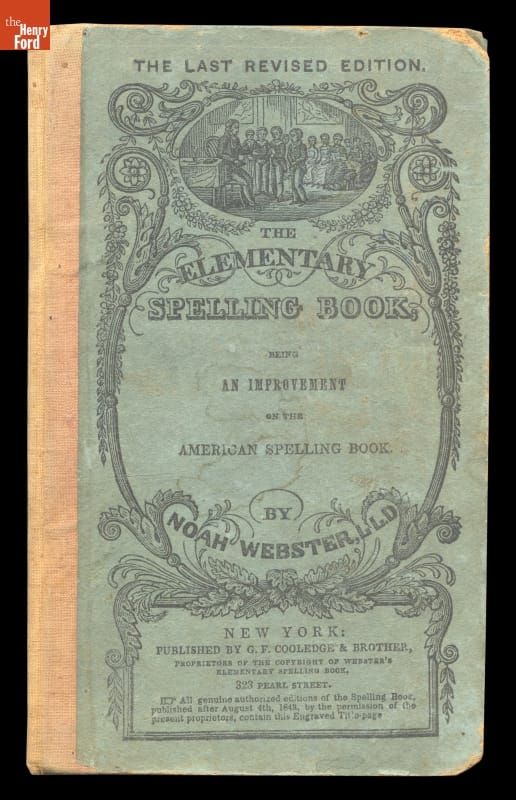 the
Henry
Ford
THE LAST REVISED EDITION.
THE
ELEMENTARY
SPELLING BOOK;
BEING
AN IMPROVEMENT
ON THE
AMERICAN SPELLING BOOK.
BY
NOAH WEBSTER, L.L.D.
NEW YORK:
PUBLISHED BY G. F. COOLEDGE & BROTHER,
PROPRIETORS OF THE COPYRIGHT OF WEBSTER'S
ELEMENTARY SPELLING BOOK,
323 PEARL STREET.
☞ All genuine authorized editions of the Spelling Book,
published after August 4th, 1843, by the permission of the
present proprietors, contain this Engraved Title-page